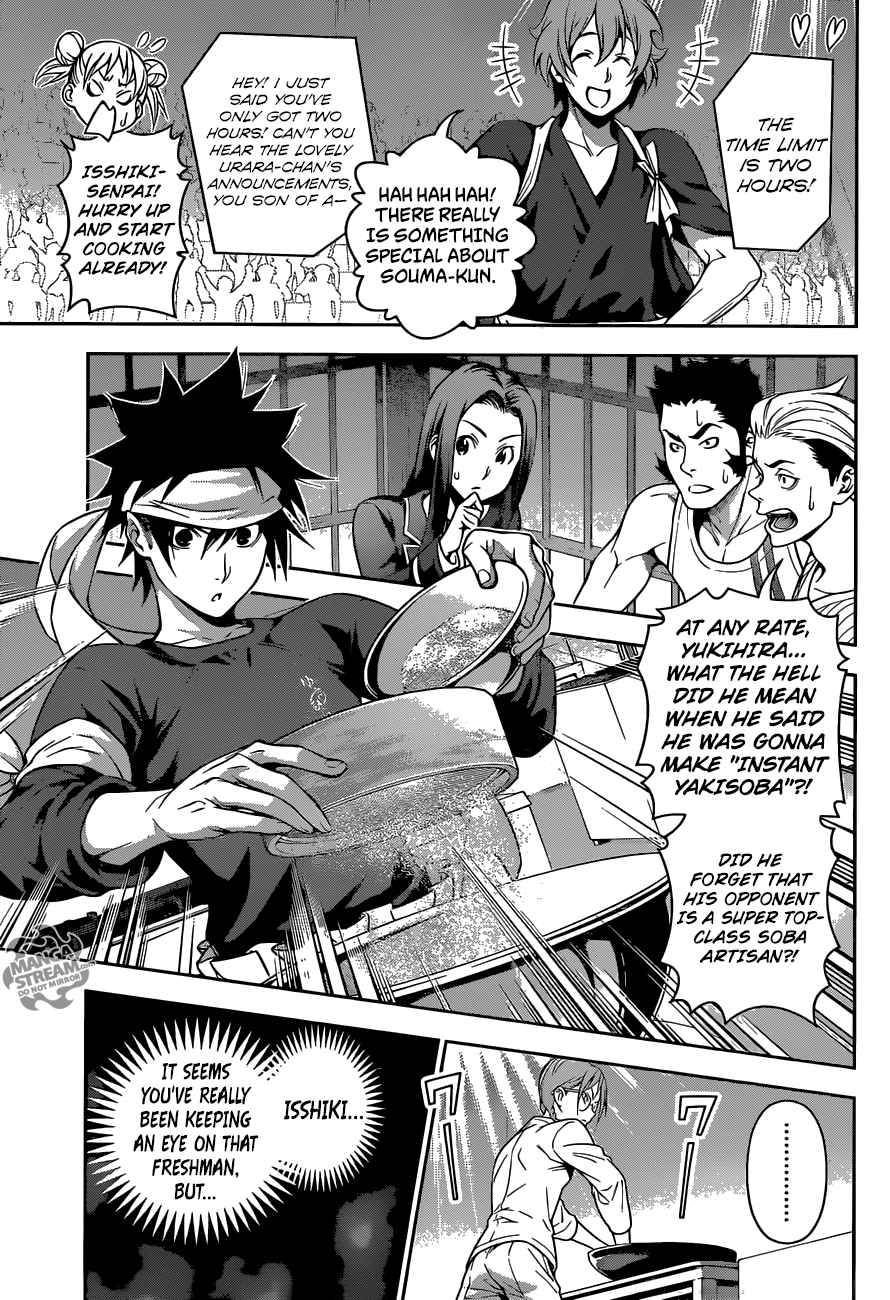 THE
TIME LIMIT
IS TWO
HOURS!
HAH HAH HAH!
THERE REALLY
IS SOMETHING
SPECIAL ABOUT
SOUMA-KUN.
HEY! I JUST
SAID YOU'VE
ONLY GOT TWO
HOURS! CAN'T YOU
HEAR THE LOVELY
URARA-CHAN'S
ANNOUNCEMENTS,
YOU SON OF A—
ISSHIKI-
SENPAI!
HURRY UP
AND START
COOKING
ALREADY!
AT ANY RATE,
YUKIHIRA...
WHAT THE HELL
DID HE MEAN
WHEN HE SAID
HE WAS GONNA
MAKE "INSTANT
YAKISOBA"?!
DID HE
FORGET THAT
HIS OPPONENT
IS A SUPER TOP-
CLASS SOBA
ARTISAN?!
MANGA
STREAM.com
DO NOT MIRROR
.........
ワー
ワー
ISSHIKI...
IT SEEMS
YOU'VE REALLY
BEEN KEEPING
AN EYE ON THAT
FRESHMAN,
BUT...